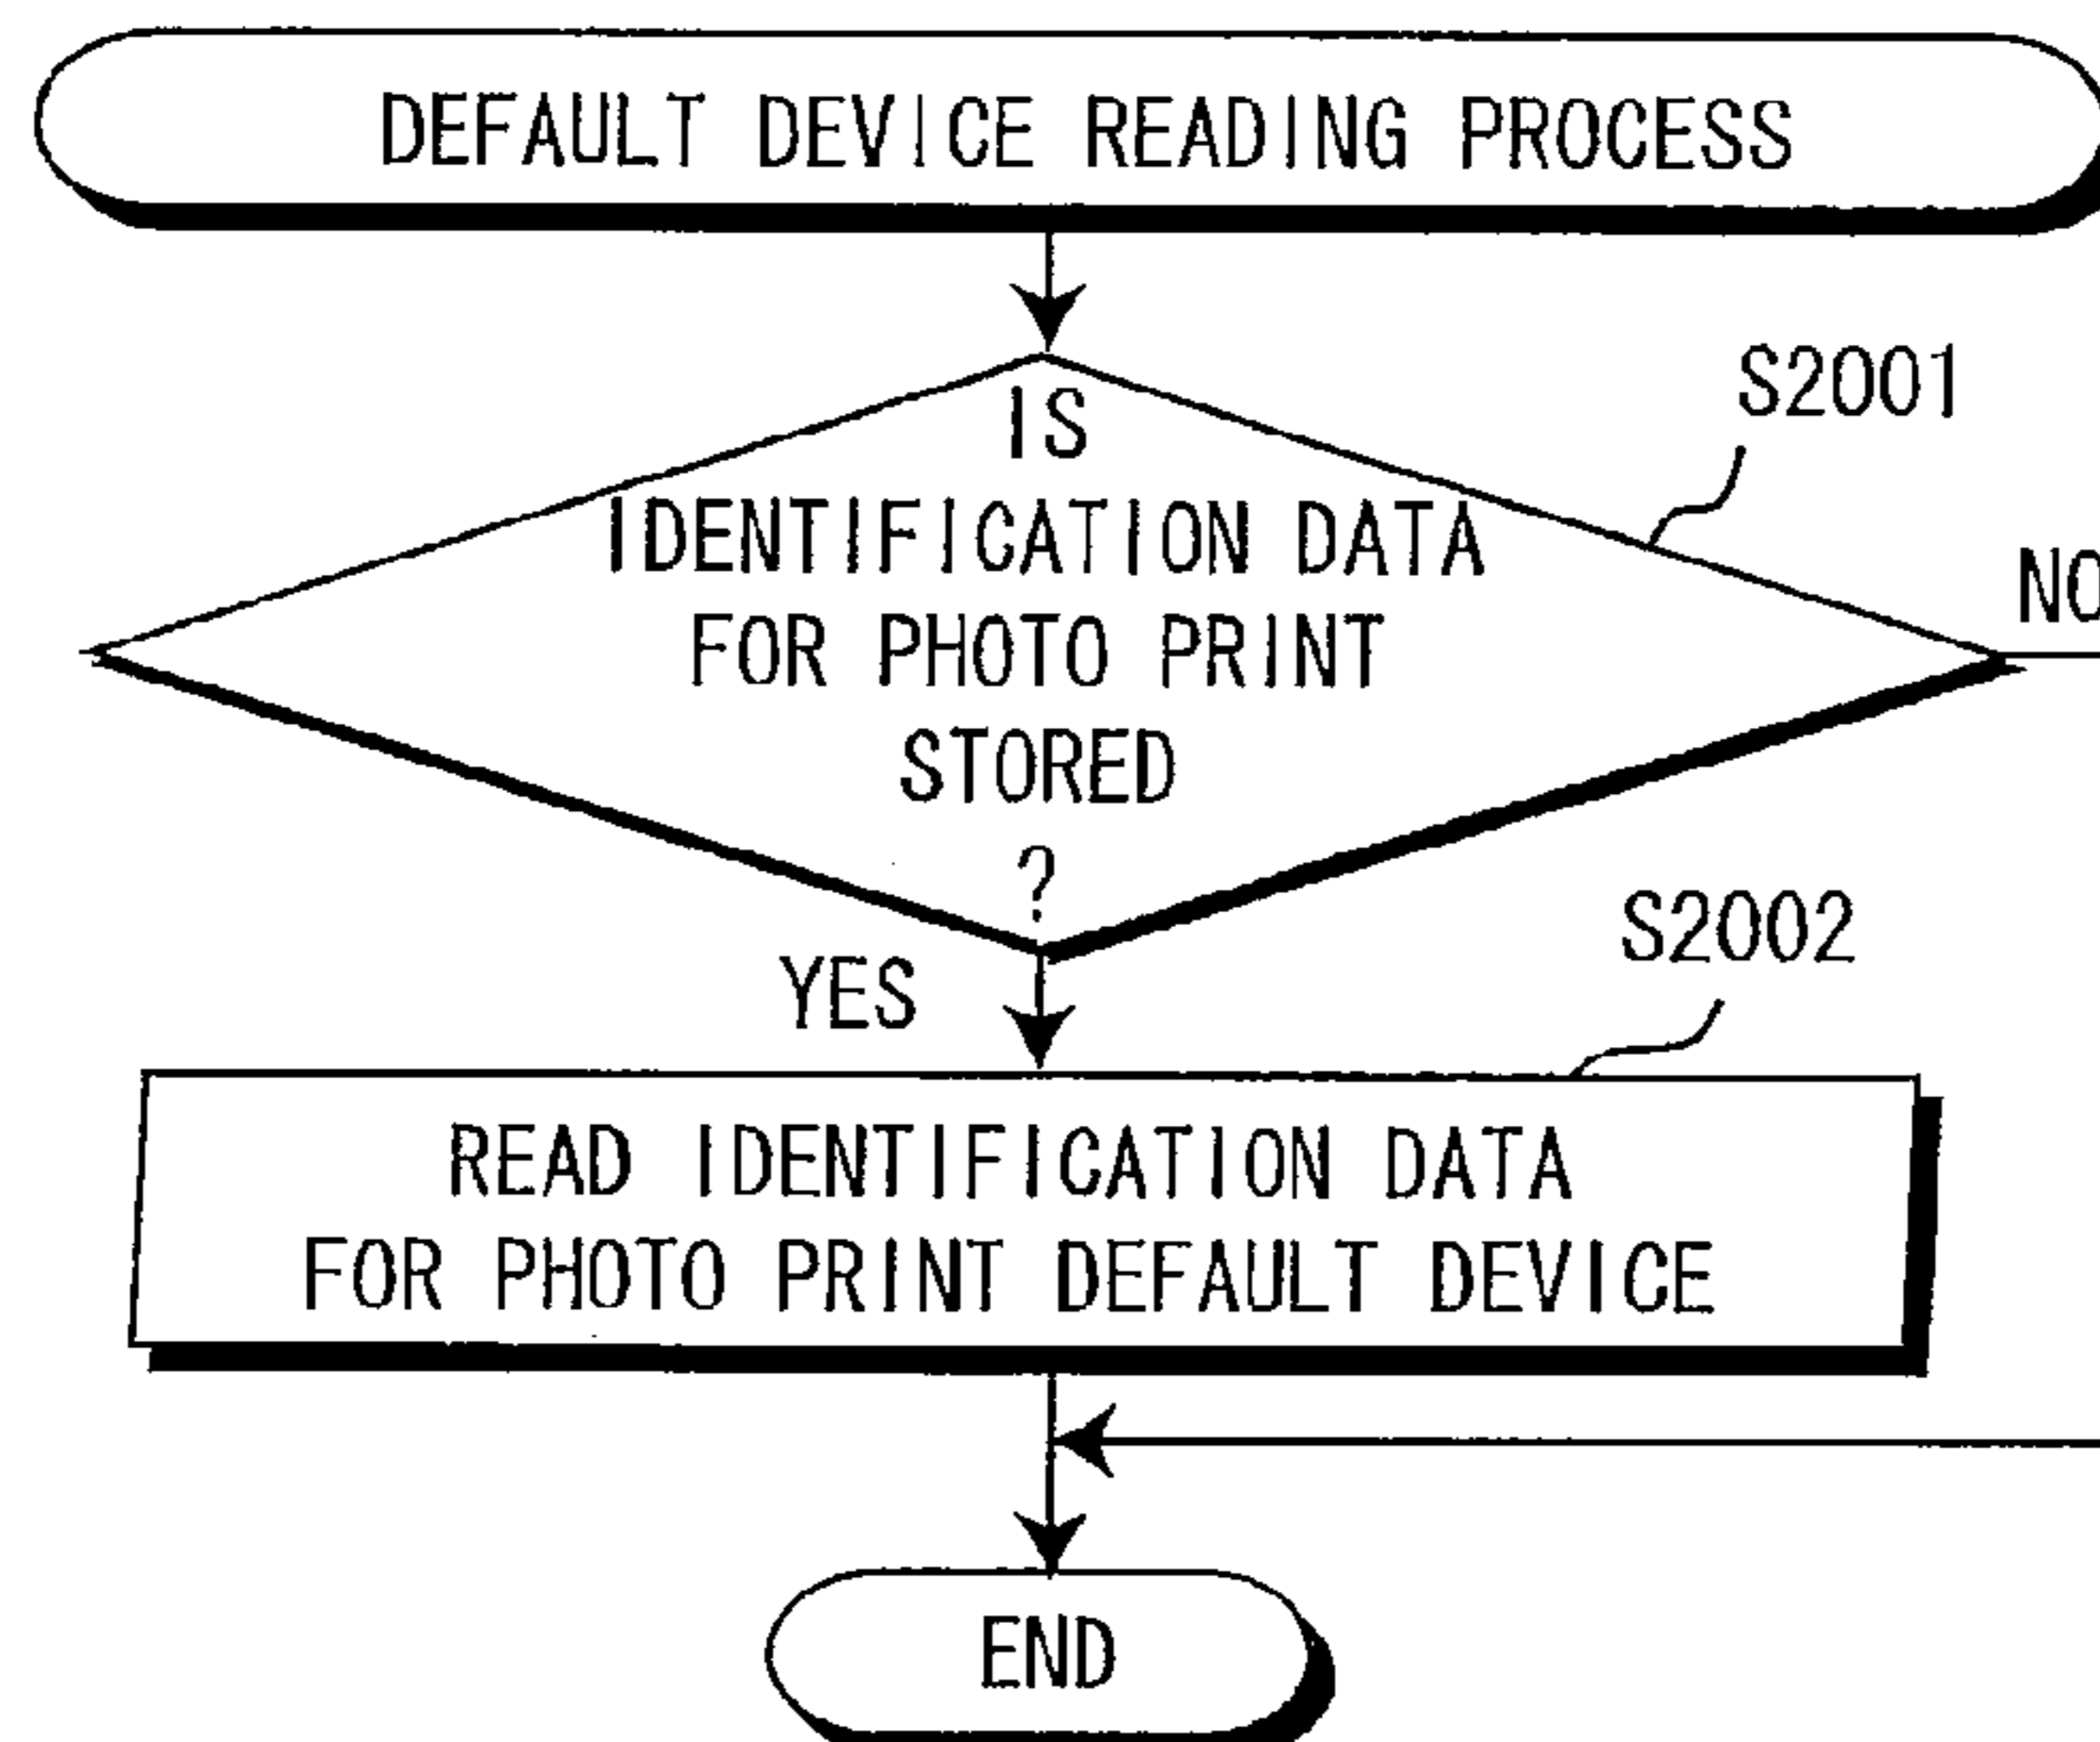 DEFAULT DEVICE READING PROCESS
S2001
IS
IDENTIFICATION DATA
FOR PHOTO PRINT
STORED
?
NO
YES
S2002
READ IDENTIFICATION DATA
FOR PHOTO PRINT DEFAULT DEVICE
END